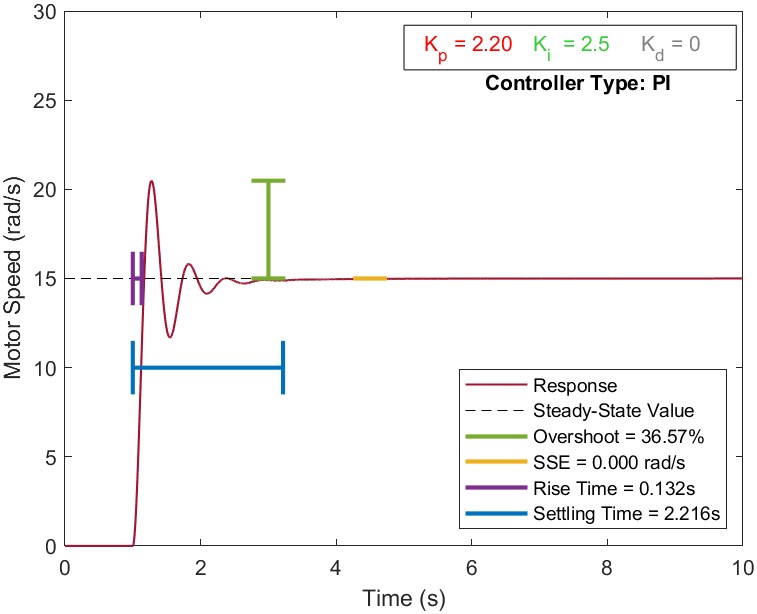 30
25
20
15
10
5
0
Motor Speed (rad/s)
Kp = 2.20 Ki = 2.5 Kd = 0
Controller Type: PI
Response
Steady-State Value
Overshoot = 36.57%
SSE = 0.000 rad/s
Rise Time = 0.132s
Settling Time = 2.216s
0 2 4 6 8 10
Time (s)